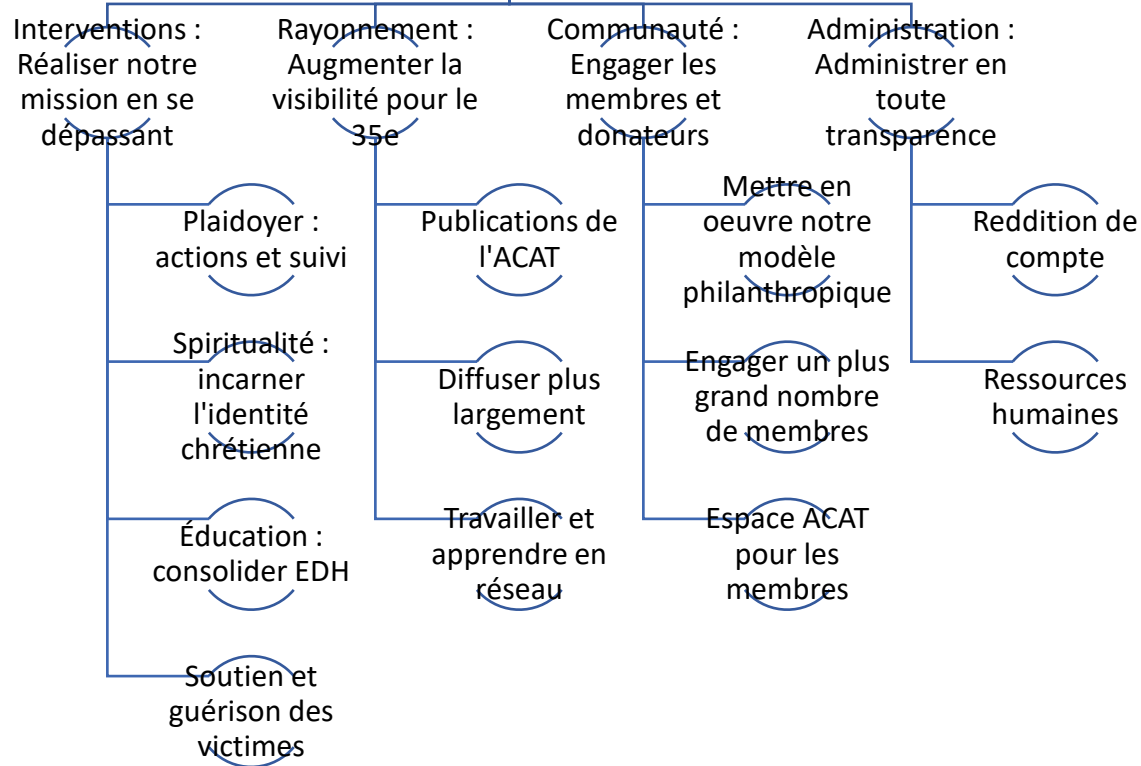 Interventions :
Réaliser notre
mission en se
dépassant
Plaidoyer :
actions et suivi
Spiritualité :
incarner
l'identité
chrétienne
Éducation :
consolider EDH
Soutien et
guérison des
victimes
Rayonnement :
Augmenter la
visibilité pour le
35e
Publications de
l'ACAT
Diffuser plus
largement
Travailler et
apprendre en
réseau
Communauté :
Engager les
membres et
donateurs
Mettre en
oeuvre notre
modèle
philanthropique
Engager un plus
grand nombre
de membres
Espace ACAT
pour les
membres
Administration :
Administrer en
toute
transparence
Reddition de
compte
Ressources
humaines